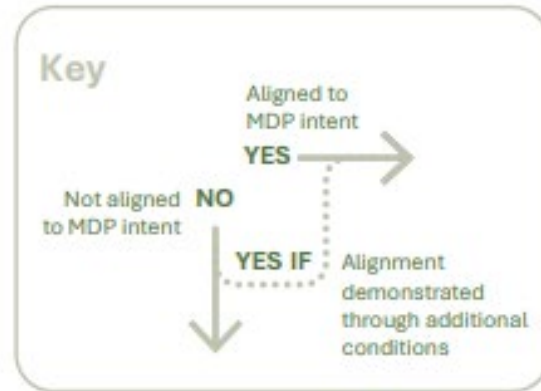 Key
Aligned to
MDP intent
YES
Not aligned NO
to MDP intent
YES IF Alignment
demonstrated
through additional
conditions